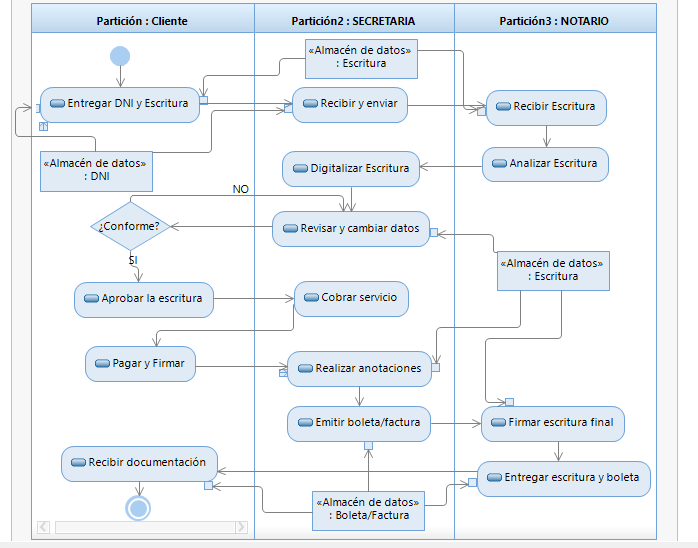 Partición : Cliente
Partición2 : SECRETARIA
Partición3 : NOTARIO
«Almacén de datos»
: Escritura
Entregar DNI y Escritura
Recibir y enviar
Recibir Escritura
«Almacén de datos»
: DNI
Digitalizar Escritura
Analizar Escritura
NO
¿Conforme?
Revisar y cambiar datos
SI
«Almacén de datos»
: Escritura
Aprobar la escritura
Cobrar servicio
Pagar y Firmar
Realizar anotaciones
Emitir boleta/factura
Firmar escritura final
Recibir documentación
Entregar escritura y boleta
«Almacén de datos»
: Boleta/Factura